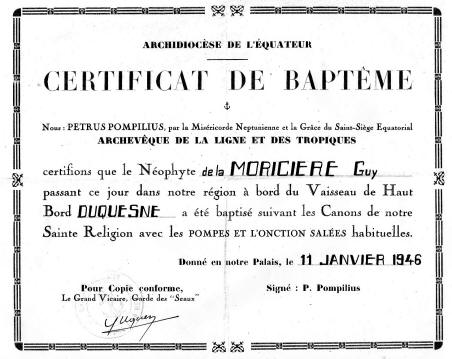 ARCHIDIOCÈSE DE L'ÉQUATEUR
CERTIFICAT DE BAPTÊME
Nous : PETRUS POMPILIUS, par la Miséricorde Neptunienne et la Grâce du Saint-Siège Equatorial
ARCHEVÊQUE DE LA LIGNE ET DES TROPIQUES
certifions que le Néophyte de la MORICIERE Guy
passant ce jour dans notre région à bord du Vaisseau de Haut
Bord DUQUESNE a été baptisé suivant les Canons de notre
Sainte Religion avec les POMPES ET L'ONCTION SALÉES habituelles.
Donné en notre Palais, le 11 JANVIER 1946
Pour Copie conforme, Signé : P. Pompilius
Le Grand Vicaire, Garde des "Seaux"